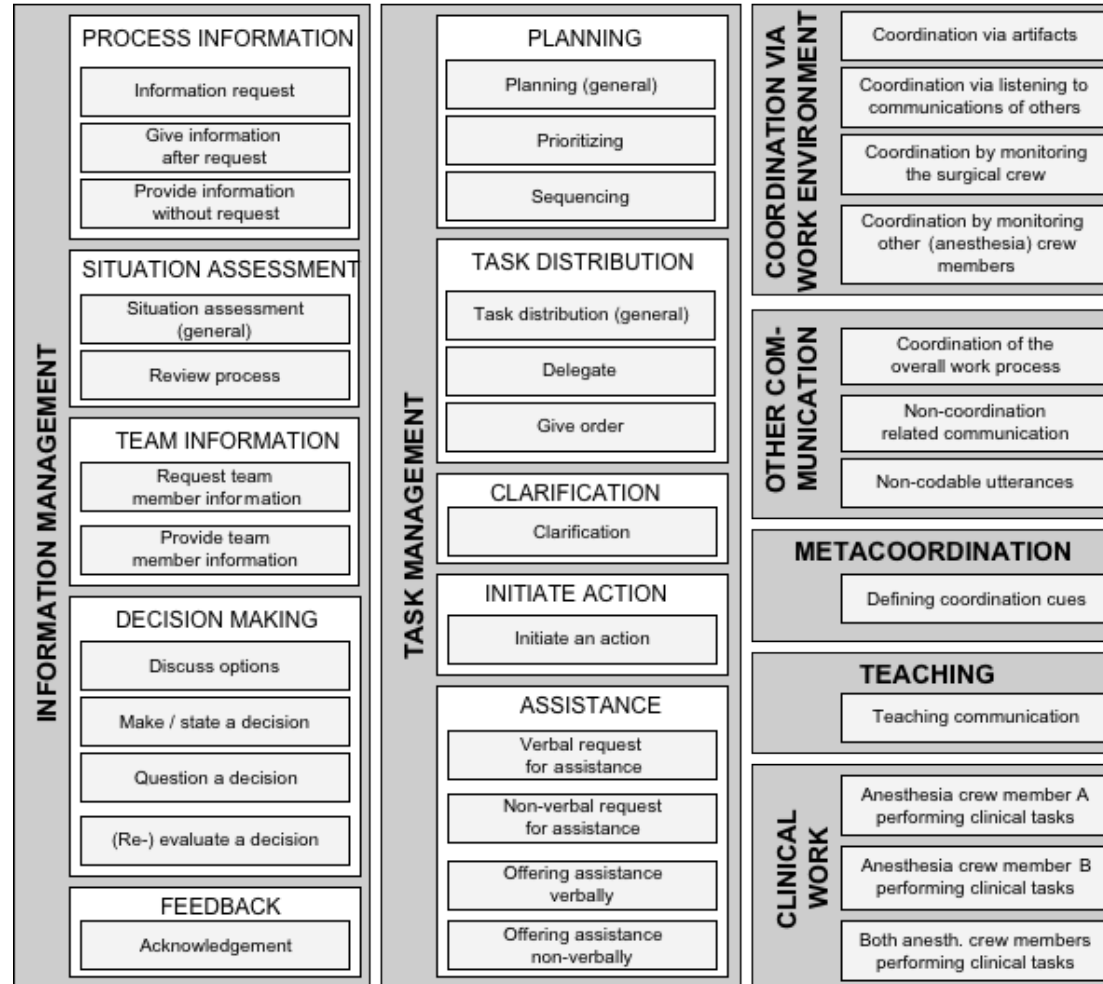 INFORMATION MANAGEMENT
PROCESS INFORMATION
Information request
Give information
after request
Provide information
without request
SITUATION ASSESSMENT
Situation assessment
(general)
Review process
TEAM INFORMATION
Request team
member information
Provide team
member information
DECISION MAKING
Discuss options
Make / state a decision
Question a decision
(Re-) evaluate a decision
FEEDBACK
Acknowledgement
TASK MANAGEMENT
PLANNING
Planning (general)
Prioritizing
Sequencing
TASK DISTRIBUTION
Task distribution (general)
Delegate
Give order
CLARIFICATION
Clarification
INITIATE ACTION
Initiate an action
ASSISTANCE
Verbal request
for assistance
Non-verbal request
for assistance
Offering assistance
verbally
Offering assistance
non-verbally
COORDINATION VIA
WORK ENVIRONMENT
Coordination via artifacts
Coordination via listening to
communications of others
Coordination by monitoring
the surgical crew
Coordination by monitoring
other (anesthesia) crew
members
OTHER COM-
MUNICATION
Coordination of the
overall work process
Non-coordination
related communication
Non-codable utterances
METACOORDINATION
Defining coordination cues
TEACHING
Teaching communication
CLINICAL
WORK
Anesthesia crew member A
performing clinical tasks
Anesthesia crew member B
performing clinical tasks
Both anesth. crew members
performing clinical tasks